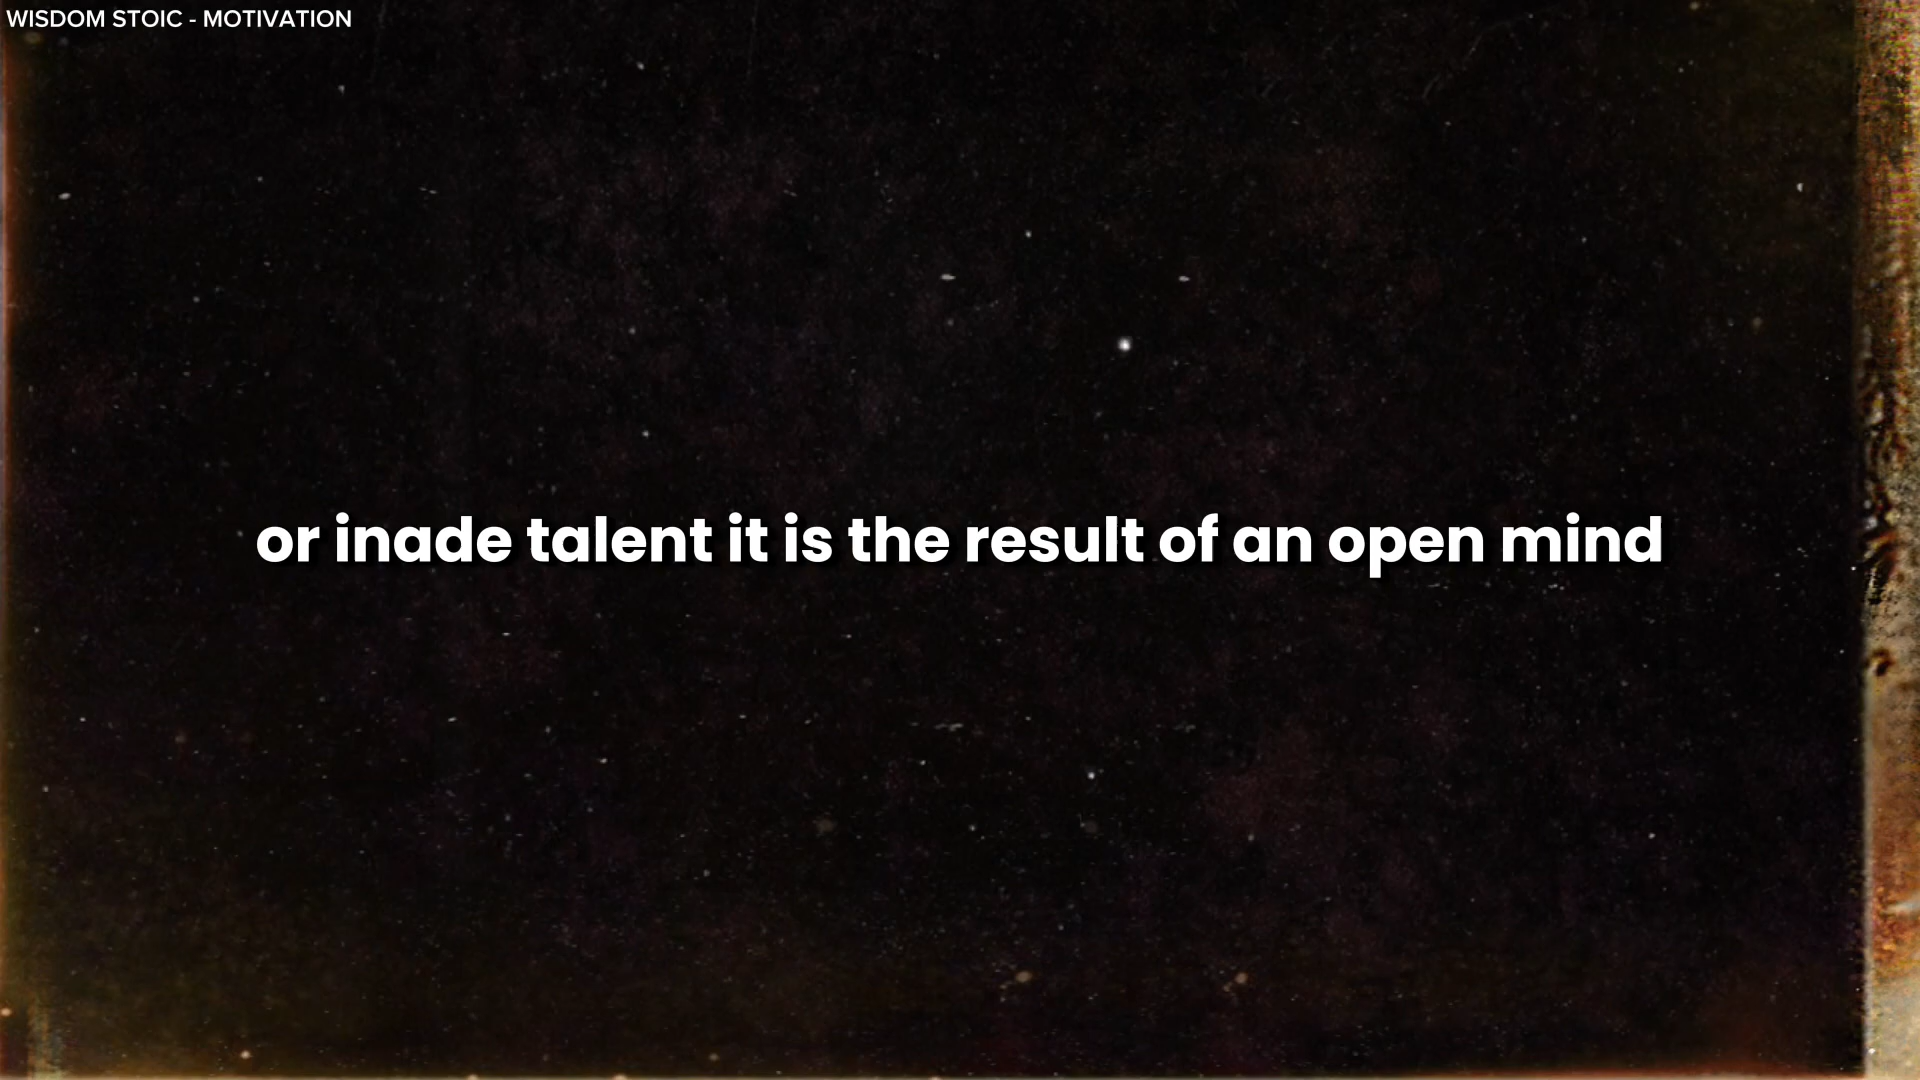 WISDOM STOIC - MOTIVATION
or inade talent it is the result of an open mind